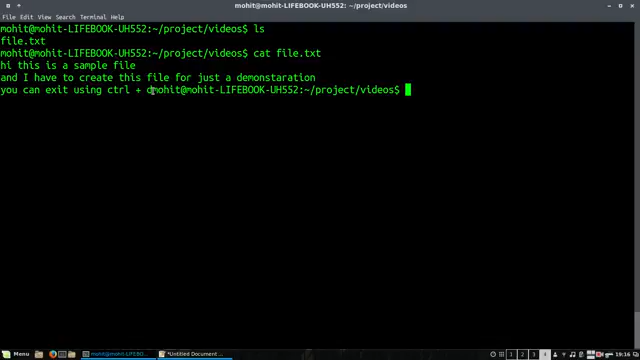 mohit@mohit-LIFEBOOK-UH552: ~/project/videos
File Edit View Search Terminal Help
mohit@mohit-LIFEBOOK-UH552:~/project/videos$ ls
file.txt
mohit@mohit-LIFEBOOK-UH552:~/project/videos$ cat file.txt
hi this is a sample file
and I have to create this file for just a demonstaration
you can exit using ctrl + dmohit@mohit-LIFEBOOK-UH552:~/project/videos$
Menu mohit@mohit-LIFEBO... *Untitled Document ... 1 2 3 4 19:16